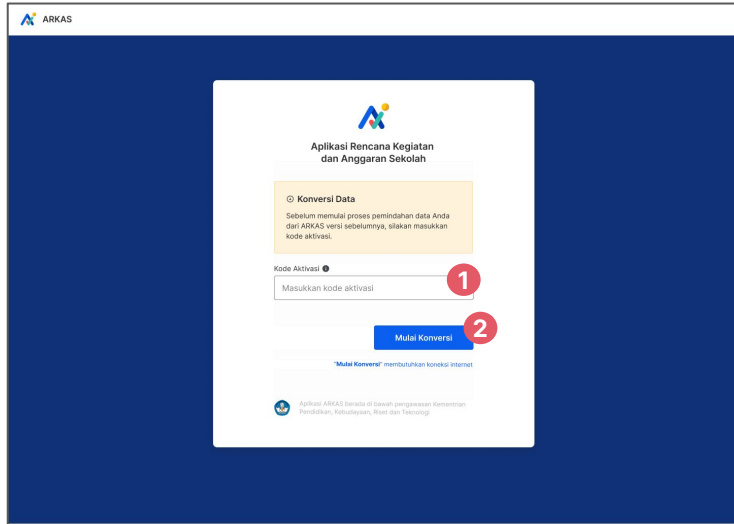 ARKAS
Aplikasi Rencana Kegiatan
dan Anggaran Sekolah
Konversi Data
Sebelum memulai proses pemindahan data Anda
dari ARKAS versi sebelumnya, silakan masukkan
kode aktivasi.
Kode Aktivasi
Masukkan kode aktivasi
1
Mulai Konversi
2
"Mulai Konversi" membutuhkan koneksi internet
Aplikasi ARKAS berada di bawah pengawasan Kementrian
Pendidikan, Kebudayaan, Riset dan Teknologi